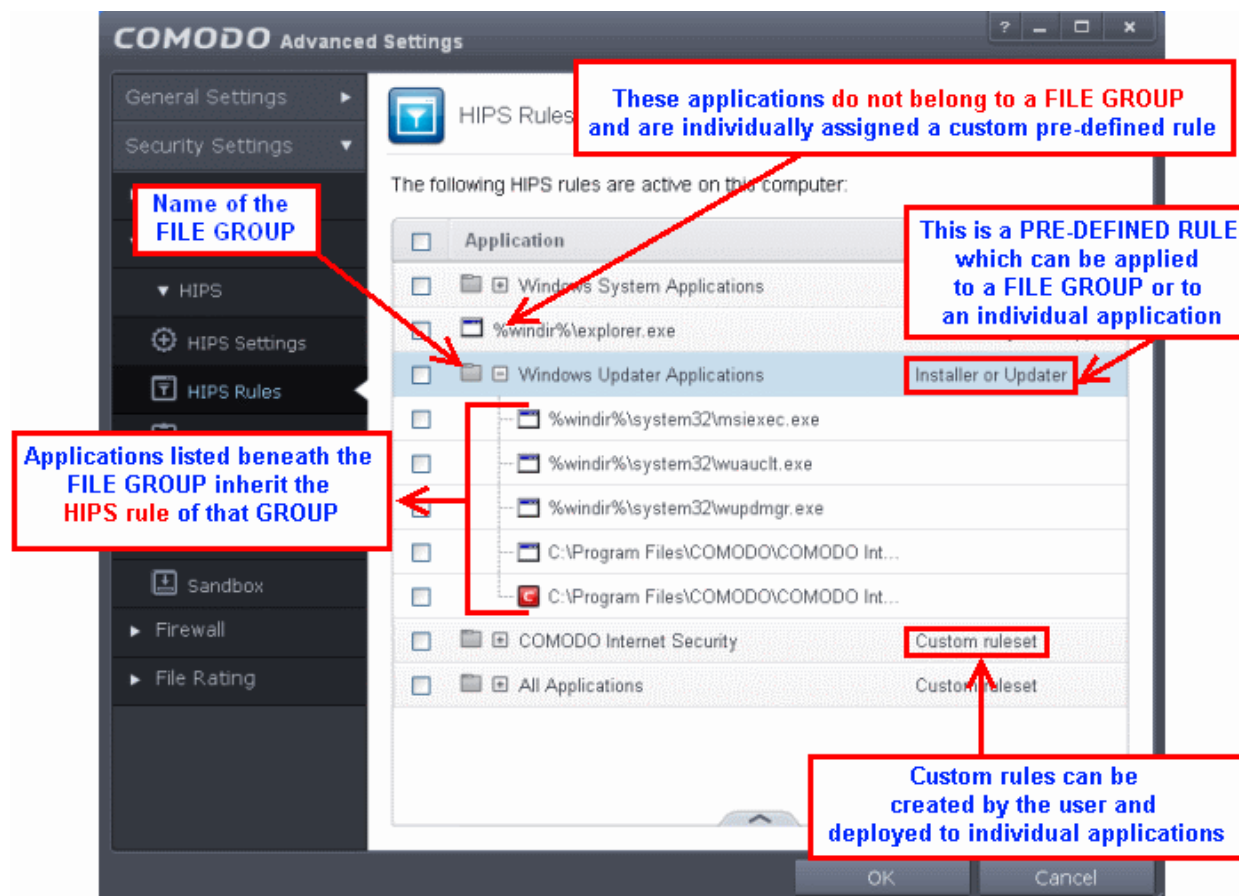 COMODO Advanced Settings
? _ □ x
General Settings
Security Settings
HIPS
HIPS Settings
HIPS Rules
Sandbox
Firewall
File Rating
HIPS Rules
These applications do not belong to a FILE GROUP
and are individually assigned a custom pre-defined rule
The following HIPS rules are active on this computer:
Name of the
FILE GROUP
This is a PRE-DEFINED RULE
which can be applied
to a FILE GROUP or to
an individual application
Application
Windows System Applications
%windir%\explorer.exe
Windows Updater Applications
Installer or Updater
%windir%\system32\msiexec.exe
%windir%\system32\wuauclt.exe
%windir%\system32\wupdmgr.exe
C:\Program Files\COMODO\COMODO Int...
C:\Program Files\COMODO\COMODO Int...
Applications listed beneath the
FILE GROUP inherit the
HIPS rule of that GROUP
COMODO Internet Security
Custom ruleset
All Applications
Custom ruleset
Custom rules can be
created by the user and
deployed to individual applications
OK
Cancel